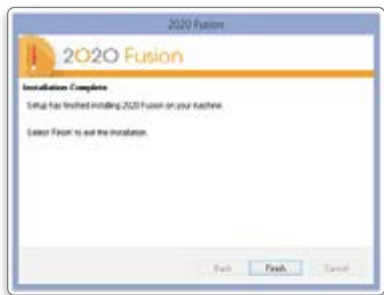 2020 Fusion
2020 Fusion
Installation Complete
Setup has finished installing 2020 Fusion on your machine.
Select 'Finish' to exit the installation.
Back Finish Cancel